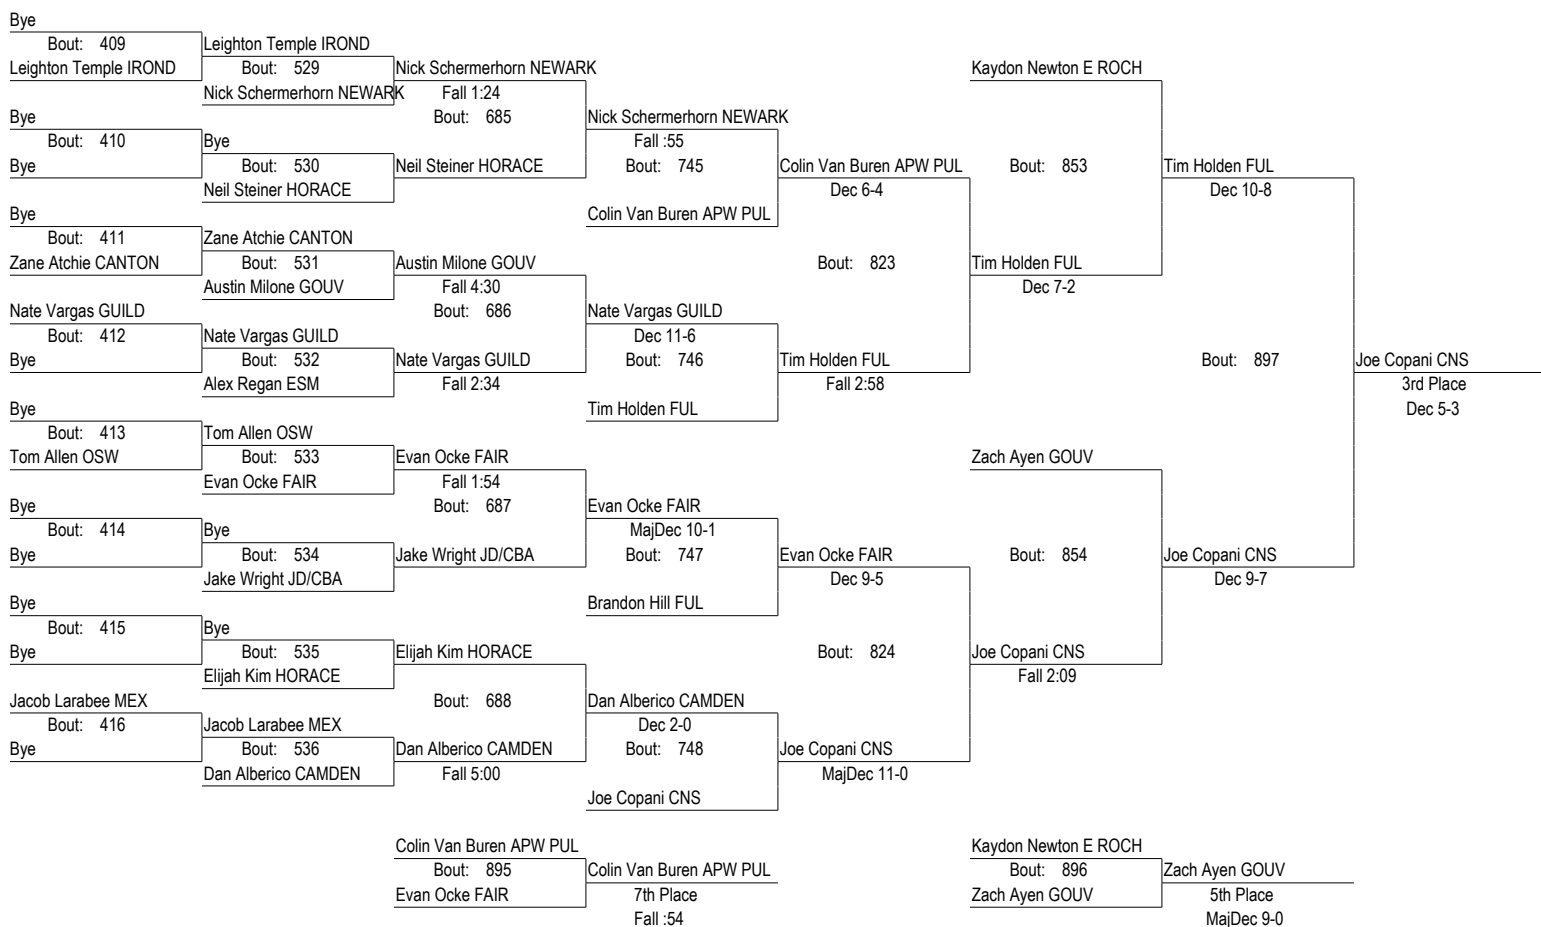 Bye
Bout: 409
Leighton Temple IROND
Leighton Temple IROND
Bout: 529
Nick Schermerhorn NEWARK
Nick Schermerhorn NEWARK
Fall 1:24
Bout: 685
Kaydon Newton E ROCH
Bye
Bout: 410
Bye
Bye
Bout: 530
Neil Steiner HORACE
Neil Steiner HORACE
Nick Schermerhorn NEWARK
Fall :55
Bout: 745
Colin Van Buren APW PUL
Colin Van Buren APW PUL
Dec 6-4
Bout: 853
Tim Holden FUL
Dec 10-8
Bye
Bout: 411
Zane Atchie CANTON
Zane Atchie CANTON
Bout: 531
Austin Milone GOUV
Austin Milone GOUV
Fall 4:30
Bout: 686
Bout: 823
Tim Holden FUL
Dec 7-2
Nate Vargas GUILD
Bout: 412
Bye
Nate Vargas GUILD
Bout: 532
Alex Regan ESM
Nate Vargas GUILD
Fall 2:34
Nate Vargas GUILD
Dec 11-6
Bout: 746
Tim Holden FUL
Tim Holden FUL
Fall 2:58
Bout: 897
Joe Copani CNS
3rd Place
Dec 5-3
Bye
Bout: 413
Tom Allen OSW
Tom Allen OSW
Bout: 533
Evan Ocke FAIR
Evan Ocke FAIR
Fall 1:54
Bout: 687
Zach Ayen GOUV
Bye
Bout: 414
Bye
Bye
Bout: 534
Jake Wright JD/CBA
Jake Wright JD/CBA
Evan Ocke FAIR
MajDec 10-1
Bout: 747
Brandon Hill FUL
Evan Ocke FAIR
Dec 9-5
Bout: 854
Joe Copani CNS
Dec 9-7
Bye
Bout: 415
Bye
Bye
Bout: 535
Elijah Kim HORACE
Elijah Kim HORACE
Bout: 688
Bout: 824
Joe Copani CNS
Fall 2:09
Jacob Larabee MEX
Bout: 416
Bye
Jacob Larabee MEX
Bout: 536
Dan Alberico CAMDEN
Dan Alberico CAMDEN
Fall 5:00
Dan Alberico CAMDEN
Dec 2-0
Bout: 748
Joe Copani CNS
Joe Copani CNS
MajDec 11-0
Colin Van Buren APW PUL
Bout: 895
Evan Ocke FAIR
Colin Van Buren APW PUL
7th Place
Fall :54
Kaydon Newton E ROCH
Bout: 896
Zach Ayen GOUV
Zach Ayen GOUV
5th Place
MajDec 9-0